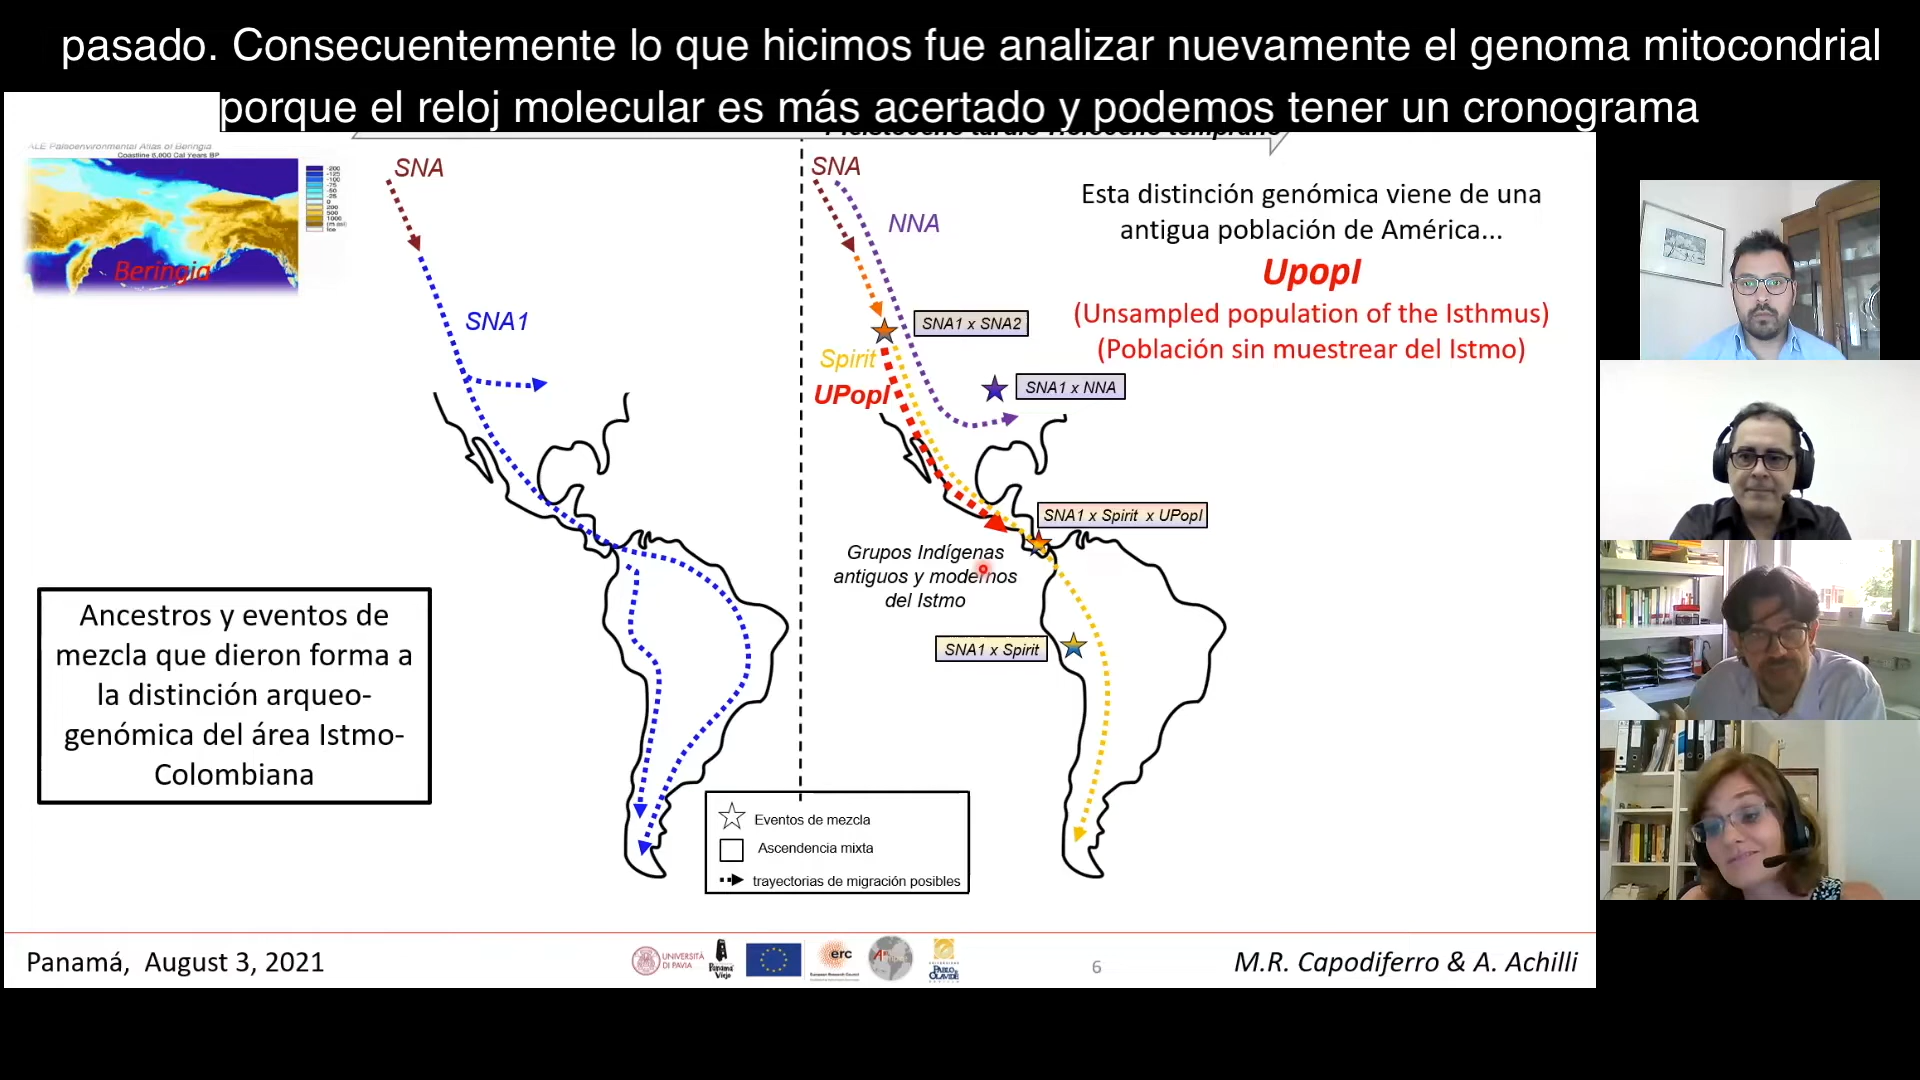 pasado. Consecuentemente lo que hicimos fue analizar nuevamente el genoma mitocondrial
porque el reloj molecular es más acertado y podemos tener un cronograma
ALE Paleoenvironmental Atlas of Beringia
Coastline 6,000 Cal Years BP
Beringia
SNA
SNA1
SNA
NNA
SNA1 x SNA2
Spirit
UPopI
SNA1 x NNA
SNA1 x Spirit x UPopI
Grupos Indígenas
antiguos y modernos
del Istmo
SNA1 x Spirit
Esta distinción genómica viene de una
antigua población de América...
UpopI
(Unsampled population of the Isthmus)
(Población sin muestrear del Istmo)
Ancestros y eventos de
mezcla que dieron forma a
la distinción arqueo-
genómica del área Istmo-
Colombiana
Eventos de mezcla
Ascendencia mixta
trayectorias de migración posibles
Panamá, August 3, 2021
UNIVERSITÀ
DI PAVIA
Panamá
Viejo
erc
European Research Council
PABLO
OLAVIDE
6
M.R. Capodiferro & A. Achilli